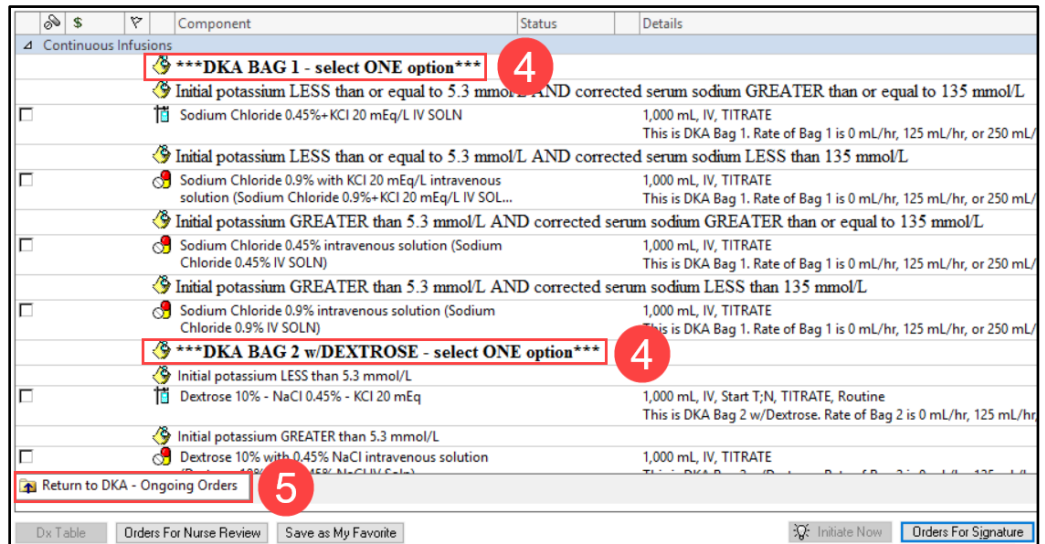 $ Component Status Details
Continuous Infusions
***DKA BAG 1 - select ONE option*** 4
Initial potassium LESS than or equal to 5.3 mmol/L AND corrected serum sodium GREATER than or equal to 135 mmol/L
Sodium Chloride 0.45%+KCl 20 mEq/L IV SOLN 1,000 mL, IV, TITRATE
This is DKA Bag 1. Rate of Bag 1 is 0 mL/hr, 125 mL/hr, or 250 mL/
Initial potassium LESS than or equal to 5.3 mmol/L AND corrected serum sodium LESS than 135 mmol/L
Sodium Chloride 0.9% with KCl 20 mEq/L intravenous 1,000 mL, IV, TITRATE
solution (Sodium Chloride 0.9%+KCl 20 mEq/L IV SOL... This is DKA Bag 1. Rate of Bag 1 is 0 mL/hr, 125 mL/hr, or 250 mL/
Initial potassium GREATER than 5.3 mmol/L AND corrected serum sodium GREATER than or equal to 135 mmol/L
Sodium Chloride 0.45% intravenous solution (Sodium 1,000 mL, IV, TITRATE
Chloride 0.45% IV SOLN) This is DKA Bag 1. Rate of Bag 1 is 0 mL/hr, 125 mL/hr, or 250 mL/
Initial potassium GREATER than 5.3 mmol/L AND corrected serum sodium LESS than 135 mmol/L
Sodium Chloride 0.9% intravenous solution (Sodium 1,000 mL, IV, TITRATE
Chloride 0.9% IV SOLN) This is DKA Bag 1. Rate of Bag 1 is 0 mL/hr, 125 mL/hr, or 250 mL/
***DKA BAG 2 w/DEXTROSE - select ONE option*** 4
Initial potassium LESS than 5.3 mmol/L
Dextrose 10% - NaCl 0.45% - KCl 20 mEq 1,000 mL, IV, Start T;N, TITRATE, Routine
This is DKA Bag 2 w/Dextrose. Rate of Bag 2 is 0 mL/hr, 125 mL/hr,
Initial potassium GREATER than 5.3 mmol/L
Dextrose 10% with 0.45% NaCl intravenous solution 1,000 mL, IV, TITRATE
Return to DKA - Ongoing Orders 5
Dx Table Orders For Nurse Review Save as My Favorite Initiate Now Orders For Signature